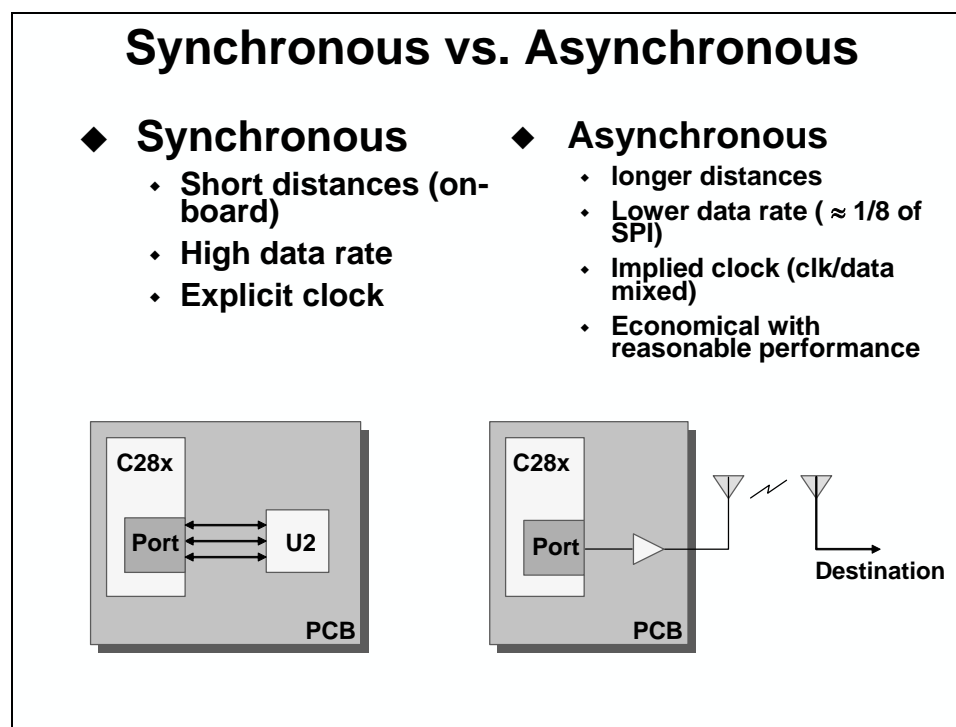 Synchronous vs. Asynchronous
◆ Synchronous
◆ Short distances (on-
board)
◆ High data rate
◆ Explicit clock
◆ Asynchronous
◆ longer distances
◆ Lower data rate ( ≈ 1/8 of
SPI)
◆ Implied clock (clk/data
mixed)
◆ Economical with
reasonable performance
C28x
Port
U2
PCB
C28x
Port
PCB
Destination